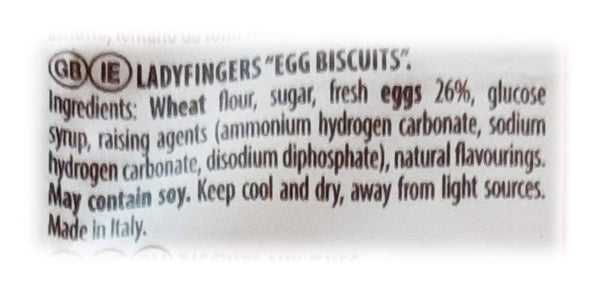 GB IE LADYFINGERS "EGG BISCUITS".
Ingredients: Wheat flour, sugar, fresh eggs 26%, glucose
syrup, raising agents (ammonium hydrogen carbonate, sodium
hydrogen carbonate, disodium diphosphate), natural flavourings.
May contain soy. Keep cool and dry, away from light sources.
Made in Italy.